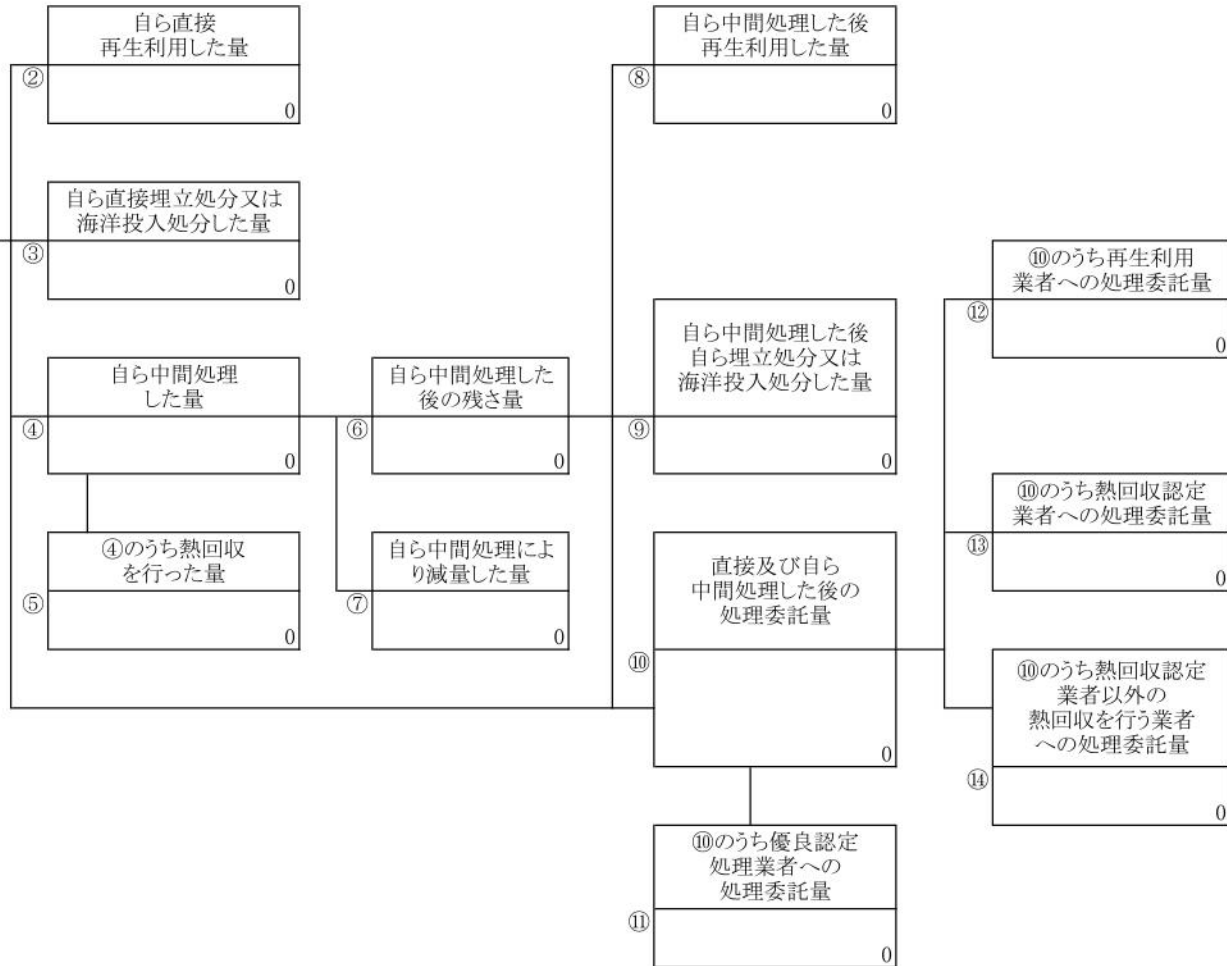 自ら直接
再生利用した量
②
0
自ら直接埋立処分又は
海洋投入処分した量
③
0
自ら中間処理
した量
④
0
④のうち熱回収
を行った量
⑤
0
自ら中間処理した
後の残さ量
⑥
0
自ら中間処理によ
り減量した量
⑦
0
自ら中間処理した後
再生利用した量
⑧
0
自ら中間処理した後
自ら埋立処分又は
海洋投入処分した量
⑨
0
直接及び自ら
中間処理した後の
処理委託量
⑩
0
⑩のうち優良認定
処理業者への
処理委託量
⑪
0
⑩のうち再生利用
業者への処理委託量
⑫
0
⑩のうち熱回収認定
業者への処理委託量
⑬
0
⑩のうち熱回収認定
業者以外の
熱回収を行う業者
への処理委託量
⑭
0